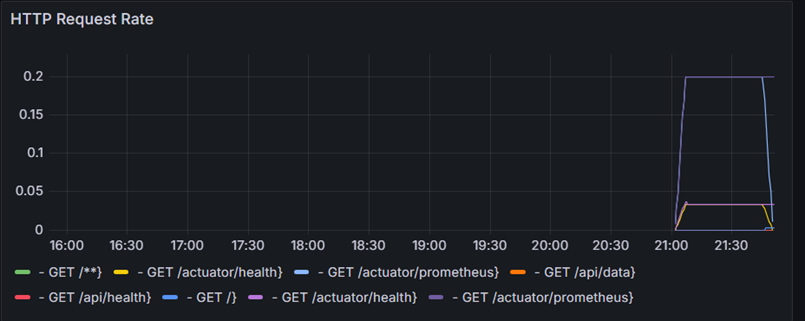 HTTP Request Rate
0.2
0.15
0.1
0.05
0
16:00 16:30 17:00 17:30 18:00 18:30 19:00 19:30 20:00 20:30 21:00 21:30
- GET /**} - GET /actuator/health} - GET /actuator/prometheus} - GET /api/data}
- GET /api/health} - GET /} - GET /actuator/health} - GET /actuator/prometheus}